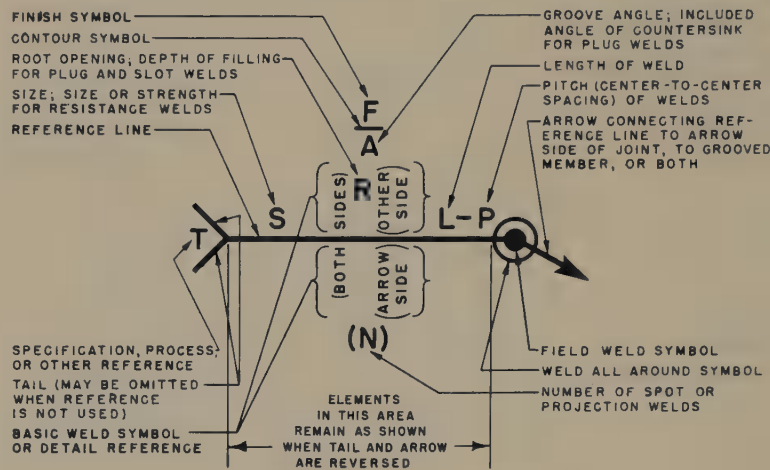 FINISH SYMBOL
CONTOUR SYMBOL
ROOT OPENING; DEPTH OF FILLING
FOR PLUG AND SLOT WELDS
SIZE; SIZE OR STRENGTH
FOR RESISTANCE WELDS
REFERENCE LINE
GROOVE ANGLE; INCLUDED
ANGLE OF COUNTERSINK
FOR PLUG WELDS
LENGTH OF WELD
PITCH (CENTER-TO-CENTER
SPACING) OF WELDS
ARROW CONNECTING REF-
ERENCE LINE TO ARROW
SIDE OF JOINT, TO GROOVED
MEMBER, OR BOTH
F
A
R
S
L-P
T
(BOTH SIDES)
(OTHER SIDE)
(ARROW SIDE)
(N)
SPECIFICATION, PROCESS,
OR OTHER REFERENCE
TAIL (MAY BE OMITTED
WHEN REFERENCE
IS NOT USED)
BASIC WELD SYMBOL
OR DETAIL REFERENCE
ELEMENTS
IN THIS AREA
REMAIN AS SHOWN
WHEN TAIL AND ARROW
ARE REVERSED
FIELD WELD SYMBOL
WELD ALL AROUND SYMBOL
NUMBER OF SPOT OR
PROJECTION WELDS